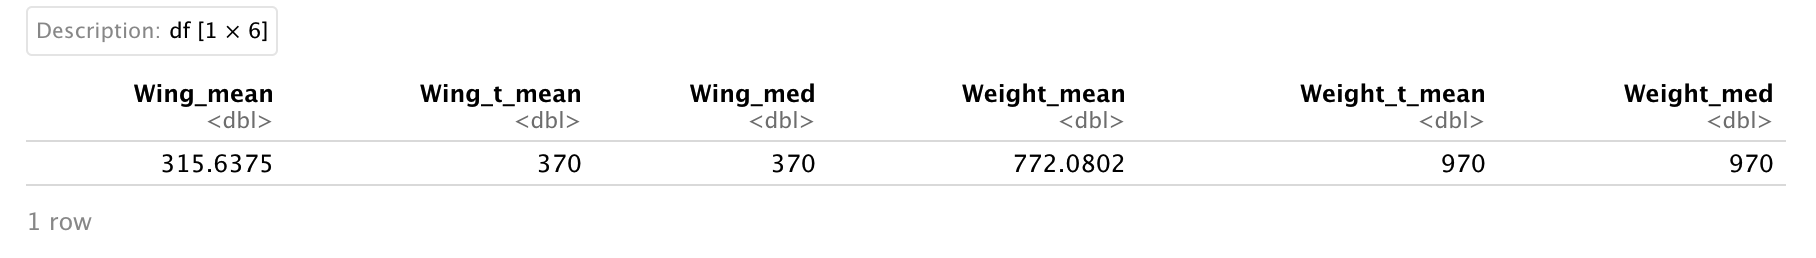 Description: df [1 × 6]
Wing_mean Wing_t_mean Wing_med Weight_mean Weight_t_mean Weight_med
<dbl> <dbl> <dbl> <dbl> <dbl> <dbl>
315.6375 370 370 772.0802 970 970
1 row